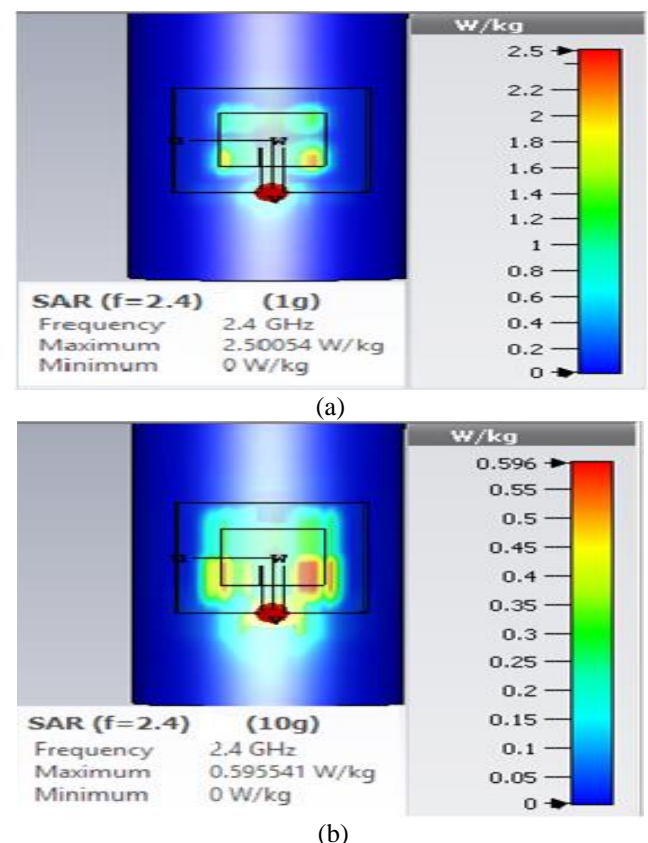 W/kg
2.5
2.2
2
1.8
1.6
1.4
1.2
1
0.8
0.6
0.4
0.2
0
w
SAR (f=2.4) (1g)
Frequency 2.4 GHz
Maximum 2.50054 W/kg
Minimum 0 W/kg
(a)
W/kg
0.596
0.55
0.5
0.45
0.4
0.35
0.3
0.25
0.2
0.15
0.1
0.05
0
w
SAR (f=2.4) (10g)
Frequency 2.4 GHz
Maximum 0.595541 W/kg
Minimum 0 W/kg
(b)